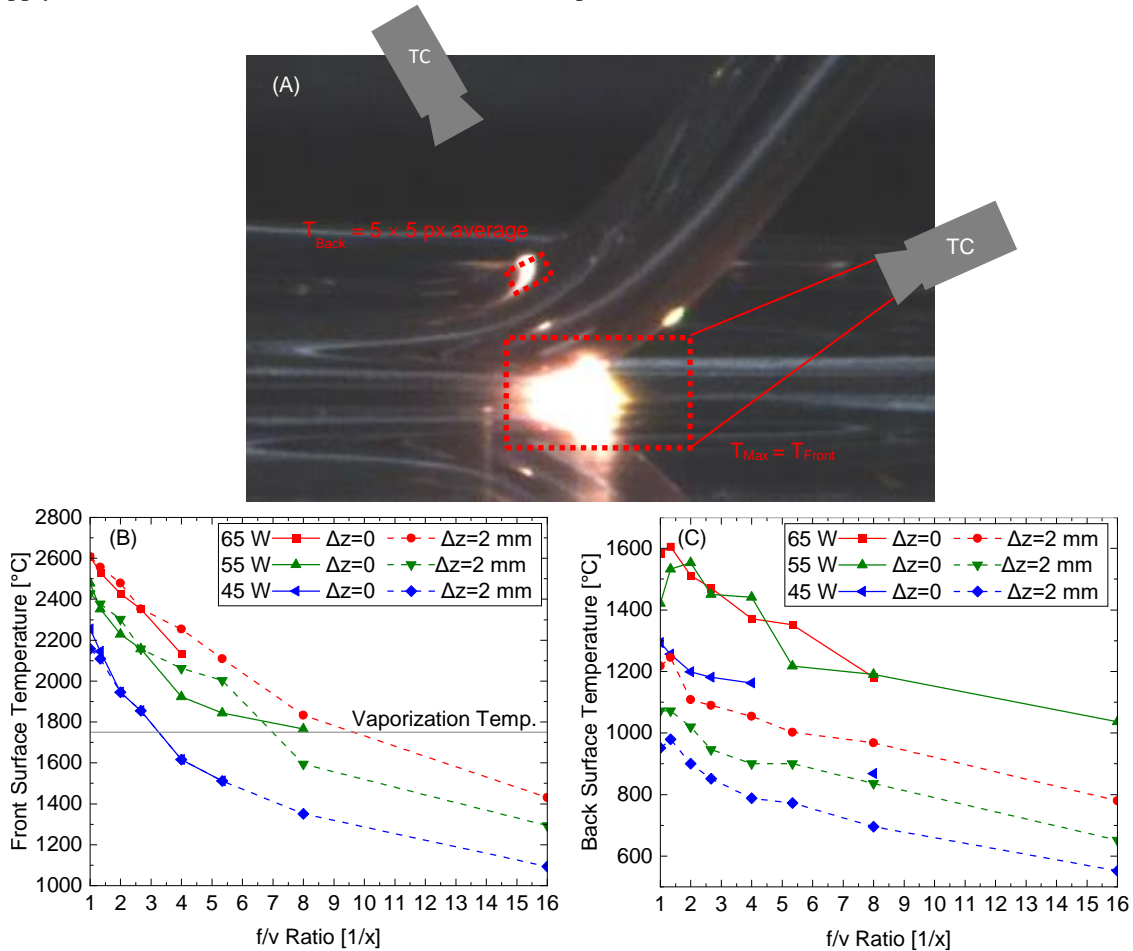 TC
(A)
T_Back = 5 × 5 px average
TC
T_Max = T_Front
(B)
65 W Δz=0 Δz=2 mm
55 W Δz=0 Δz=2 mm
45 W Δz=0 Δz=2 mm
Vaporization Temp.
Front Surface Temperature [°C]
2800
2600
2400
2200
2000
1800
1600
1400
1200
1000
1 2 3 4 5 6 7 8 9 10 11 12 13 14 15 16
f/v Ratio [1/x]
(C)
65 W Δz=0 Δz=2 mm
55 W Δz=0 Δz=2 mm
45 W Δz=0 Δz=2 mm
Back Surface Temperature [°C]
1600
1400
1200
1000
800
600
1 2 3 4 5 6 7 8 9 10 11 12 13 14 15 16
f/v Ratio [1/x]